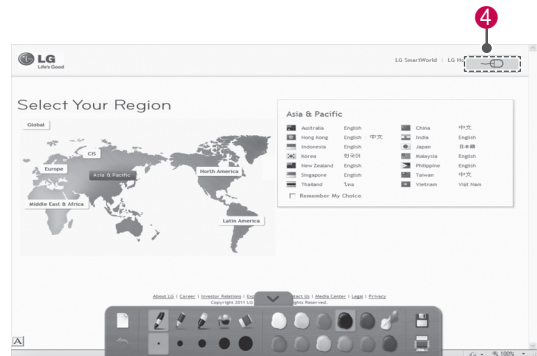 4
LG
Life's Good
LG SmartWorld | LG
Select Your Region
Global
CIS
Europe
Asia & Pacific
North America
Middle East & Africa
Latin America
Asia & Pacific
Australia English China 中文
Hong Kong English 中文 India English
Indonesia English Japan 日本語
Korea 한국어 Malaysia English
New Zealand English Philippine English
Singapore English Taiwan 中文
Thailand ไทย Vietnam Việt Nam
Remember My Choice
About LG | Career | Investor Relations | Media Center | Legal | Privacy
Copyright 2011 LG ghts Reserved.
A
100%